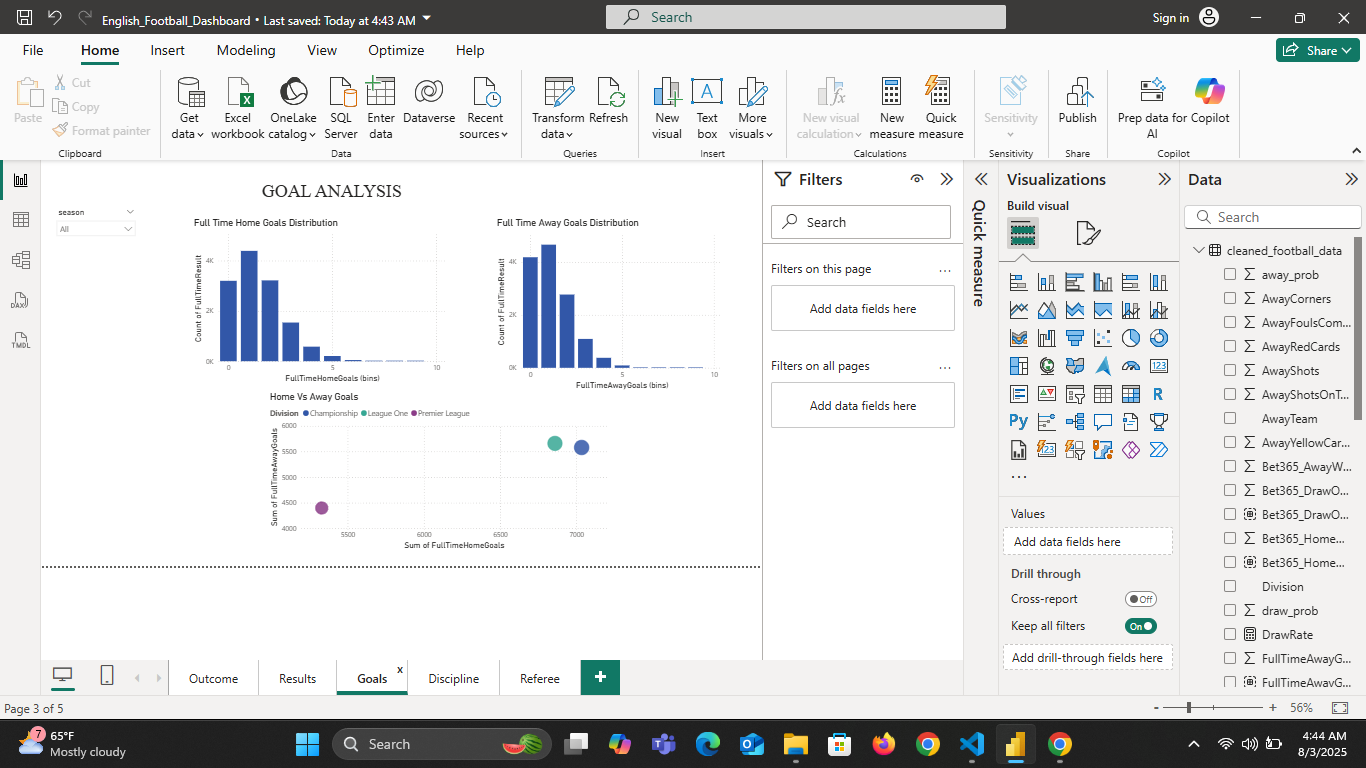 English_Football_Dashboard • Last saved: Today at 4:43 AM
Search
Sign in
File
Home
Insert
Modeling
View
Optimize
Help
Share
Paste
Cut
Copy
Format painter
Clipboard
Get data
Excel workbook
OneLake catalog
SQL Server
Enter data
Dataverse
Recent sources
Data
Transform data
Refresh
Queries
New visual
Text box
More visuals
Insert
New visual calculation
New measure
Quick measure
Calculations
Sensitivity
Sensitivity
Publish
Share
Prep data for AI
Copilot
Copilot
DAX
TMDL
GOAL ANALYSIS
season
All
Full Time Home Goals Distribution
Count of FullTimeResult
4K
2K
0K
0
5
10
FullTimeHomeGoals (bins)
Full Time Away Goals Distribution
Count of FullTimeResult
4K
2K
0K
0
5
10
FullTimeAwayGoals (bins)
Home Vs Away Goals
Division Championship League One Premier League
Sum of FullTimeAwayGoals
6000
5500
5000
4500
4000
5500
6000
6500
7000
Sum of FullTimeHomeGoals
Filters
Search
Filters on this page
...
Add data fields here
Filters on all pages
...
Add data fields here
Quick measure
Visualizations
Build visual
123
R
Py
123
...
Values
Add data fields here
Drill through
Cross-report
Off
Keep all filters
On
Add drill-through fields here
Data
Search
cleaned_football_data
away_prob
AwayCorners
AwayFoulsCom...
AwayRedCards
AwayShots
AwayShotsOnT...
AwayTeam
AwayYellowCar...
Bet365_AwayW...
Bet365_DrawO...
Bet365_DrawO...
Bet365_Home...
Bet365_Home...
Division
draw_prob
DrawRate
FullTimeAwayG...
FullTimeAwayG...
Outcome
Results
Goals
x
Discipline
Referee
+
Page 3 of 5
- + 56%
7
65°F
Mostly cloudy
Search
4:44 AM
8/3/2025